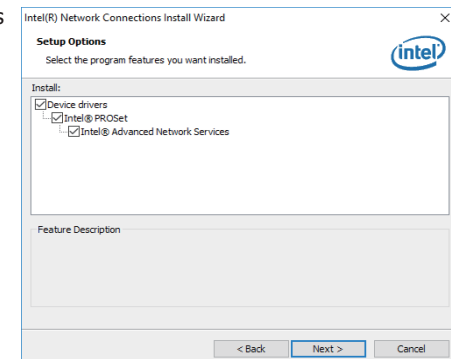 s
Intel(R) Network Connections Install Wizard
Setup Options
Select the program features you want installed.
intel
Install:
Device drivers
Intel® PROSet
Intel® Advanced Network Services
Feature Description
< Back Next > Cancel